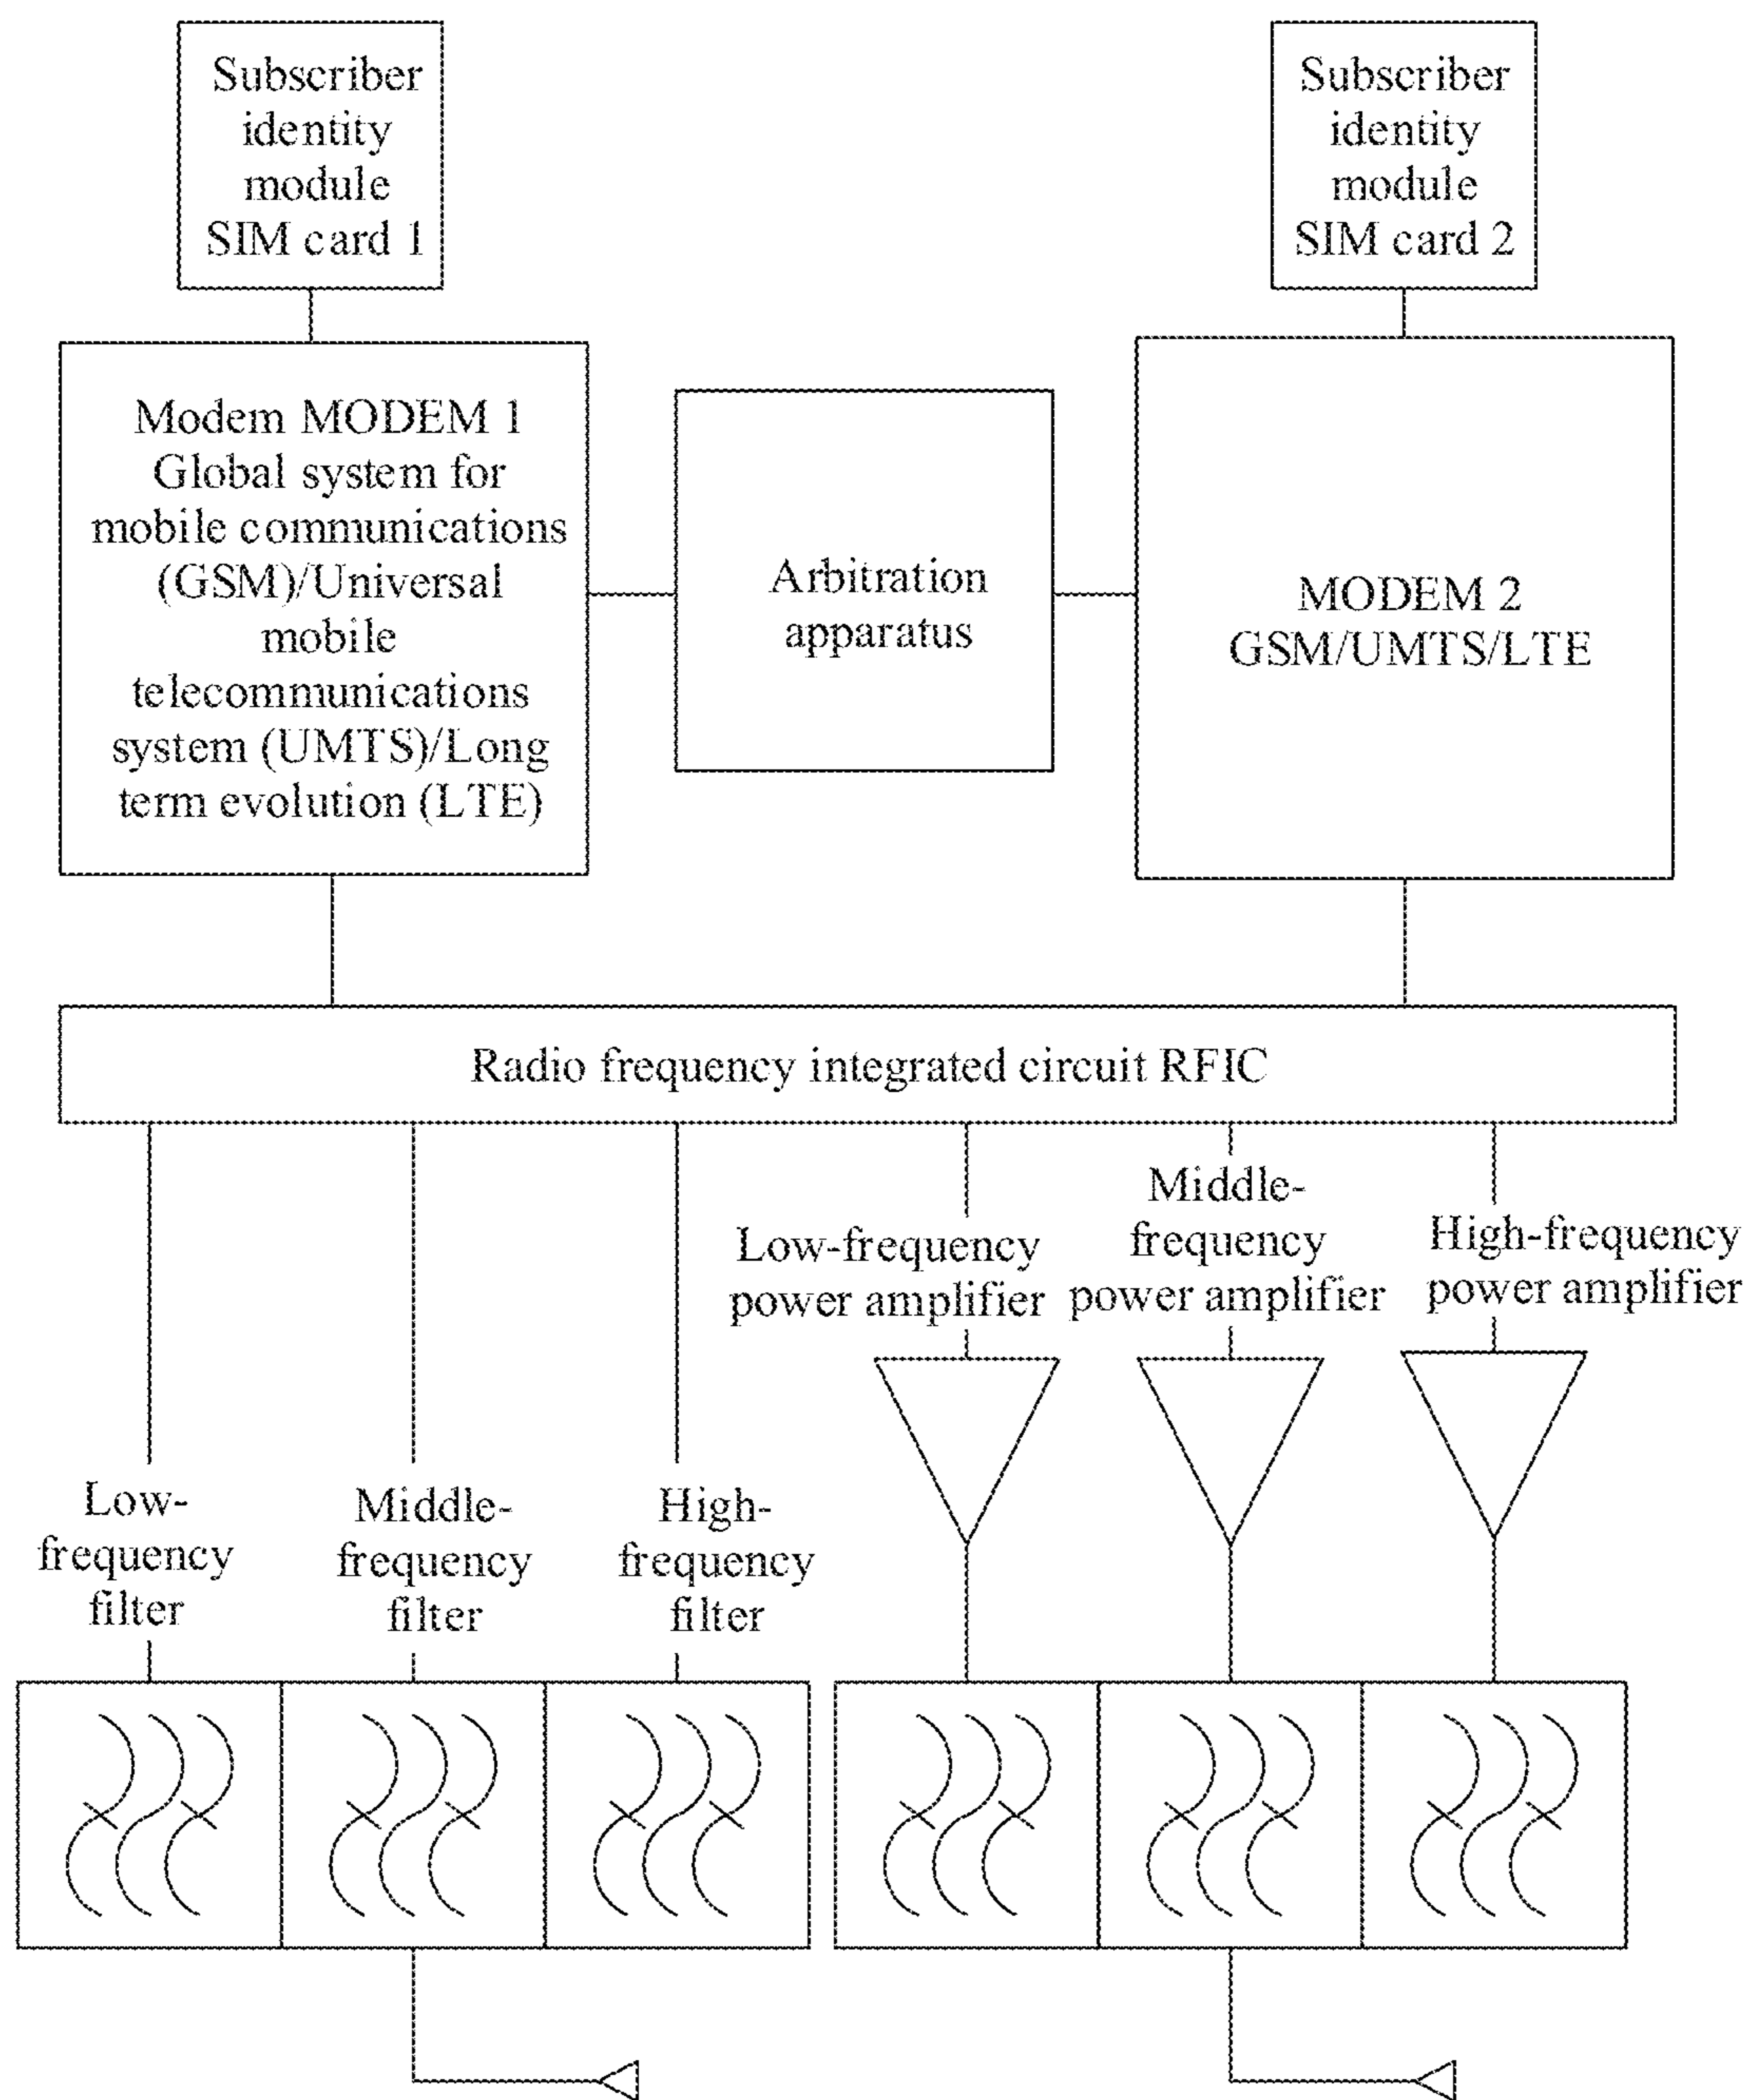 Subscriber
identity
module
SIM card 1
Subscriber
identity
module
SIM card 2
Modem MODEM 1
Global system for
mobile communications
(GSM)/Universal
mobile
telecommunications
system (UMTS)/Long
term evolution (LTE)
Arbitration
apparatus
MODEM 2
GSM/UMTS/LTE
Radio frequency integrated circuit RFIC
Low-frequency
power amplifier
Middle-
frequency
power amplifier
High-frequency
power amplifier
Low-
frequency
filter
Middle-
frequency
filter
High-
frequency
filter